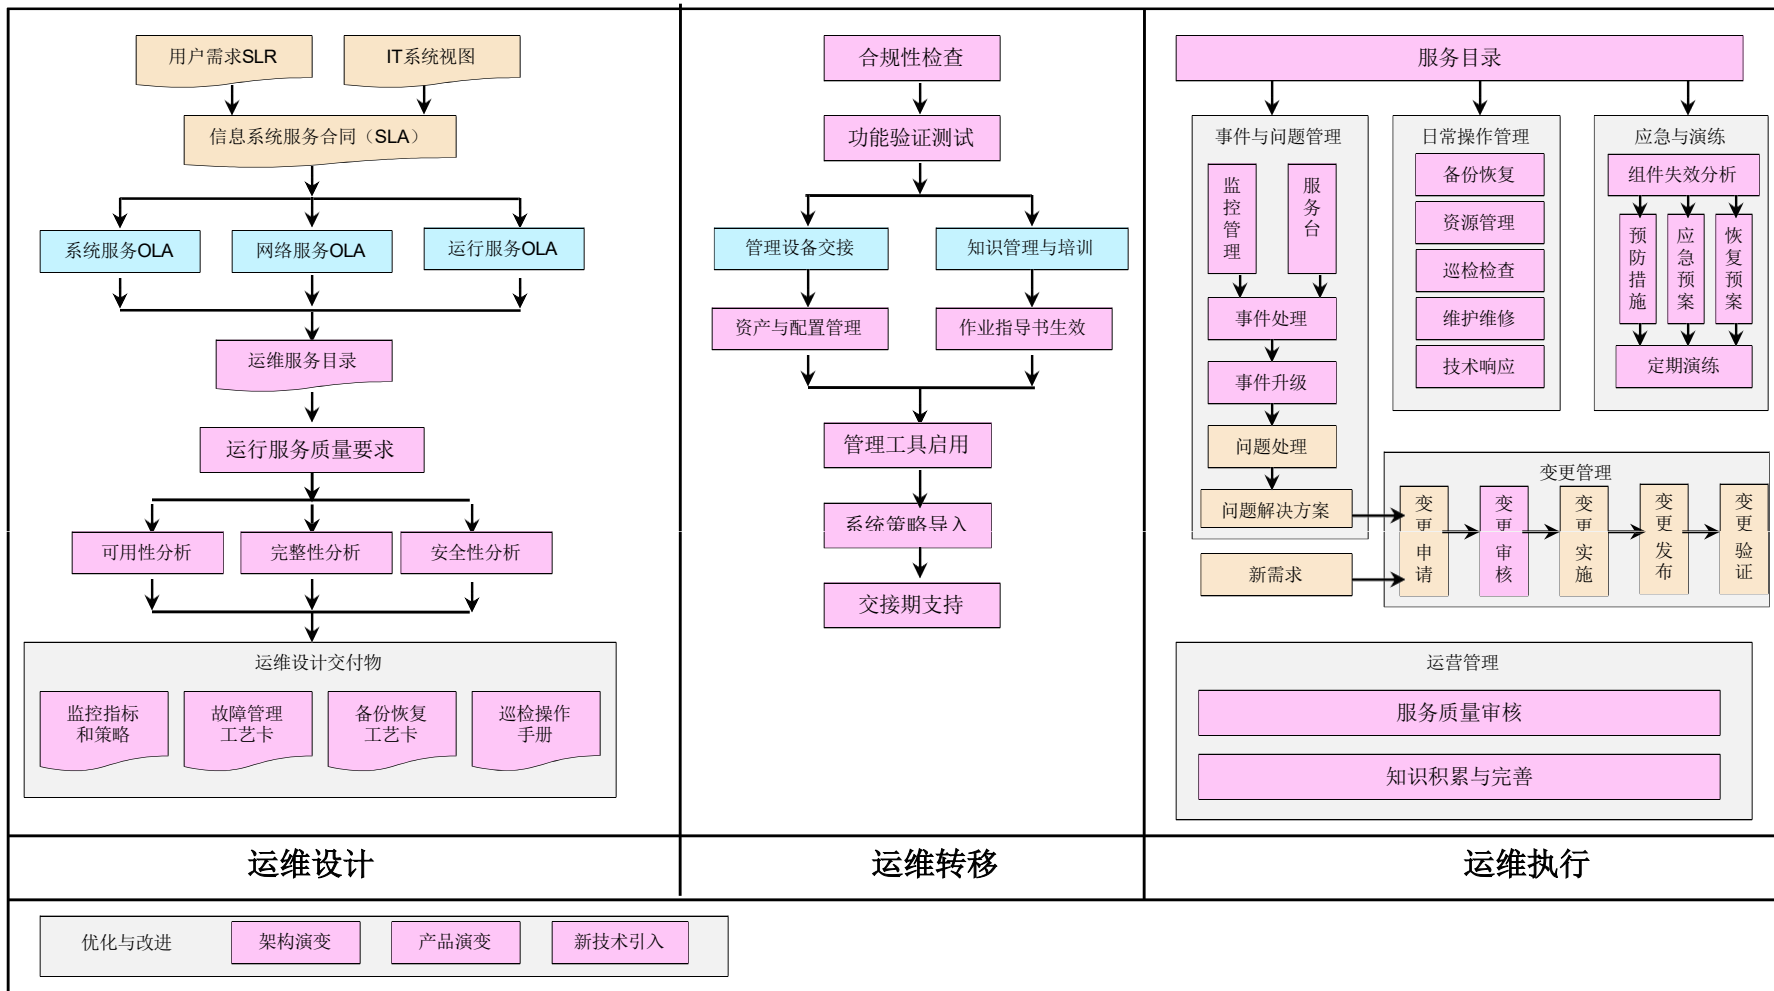 用户需求SLR
IT系统视图
信息系统服务合同（SLA）
系统服务OLA
网络服务OLA
运行服务OLA
运维服务目录
运行服务质量要求
可用性分析
完整性分析
安全性分析
运维设计交付物
监控指标
和策略
故障管理
工艺卡
备份恢复
工艺卡
巡检操作
手册
运维设计
合规性检查
功能验证测试
管理设备交接
知识管理与培训
资产与配置管理
作业指导书生效
管理工具启用
系统策略导入
交接期支持
运维转移
服务目录
事件与问题管理
监控管理
服务台
事件处理
事件升级
问题处理
问题解决方案
新需求
日常操作管理
备份恢复
资源管理
巡检检查
维护维修
技术响应
应急与演练
组件失效分析
预防措施
应急预案
恢复预案
定期演练
变更管理
变更申请
变更审核
变更实施
变更发布
变更验证
运营管理
服务质量审核
知识积累与完善
运维执行
优化与改进
架构演变
产品演变
新技术引入